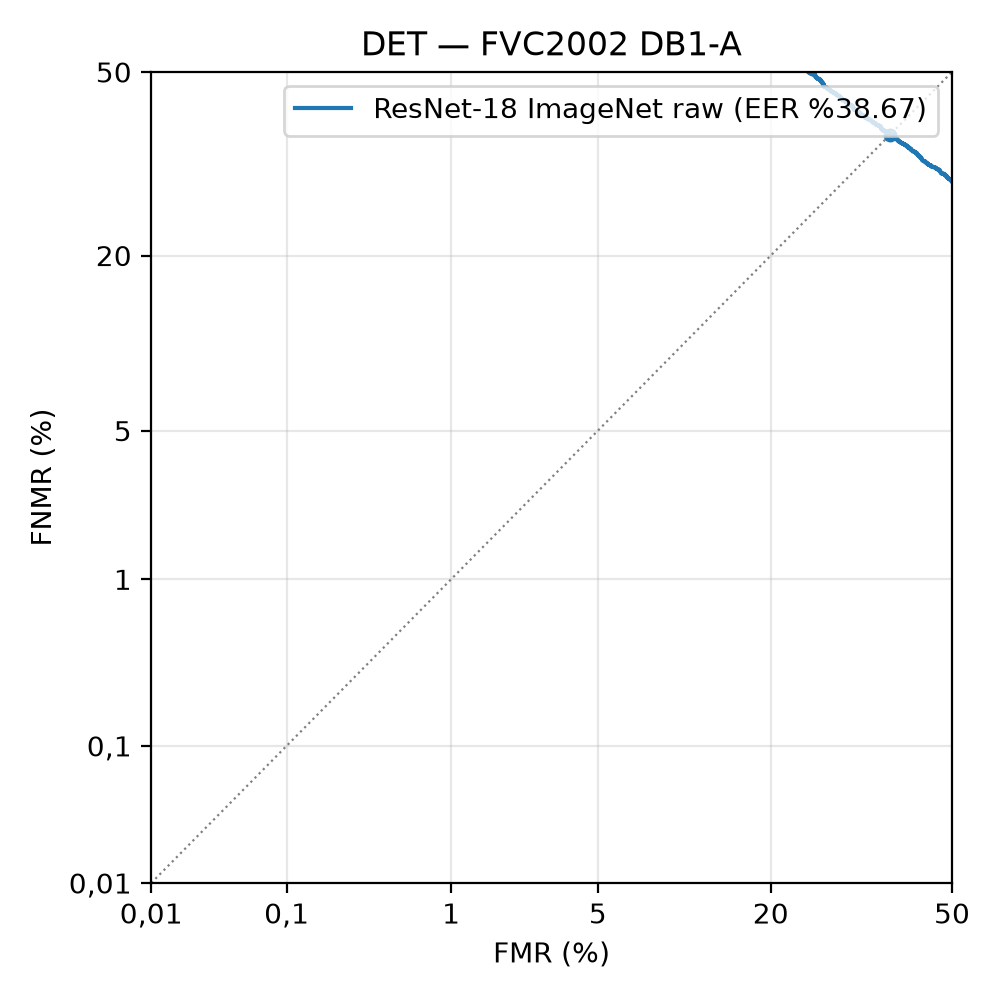 DET — FVC2002 DB1-A
ResNet-18 ImageNet raw (EER %38.67)
FNMR (%)
50
20
5
1
0,1
0,01
0,01 0,1 1 5 20 50
FMR (%)